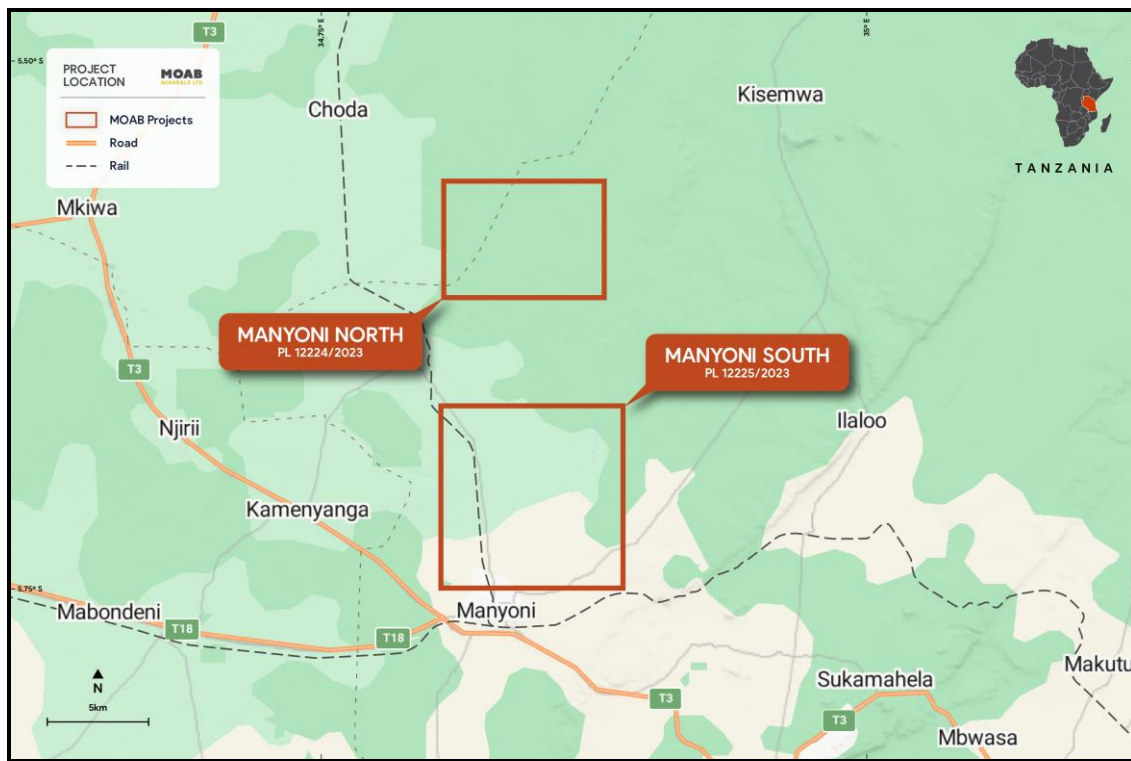 T3
34.75° E
35° E
5.50° S
PROJECT
LOCATION
MOAB
MINERALS LTD
MOAB Projects
Road
Rail
Choda
Kisemwa
TANZANIA
Mkiwa
MANYONI NORTH
PL 12224/2023
MANYONI SOUTH
PL 12225/2023
T3
Njirii
Ilaloo
Kamenyanga
5.75° S
Mabondeni
Manyoni
T18
T18
N
5km
Sukamahela
Makutu
T3
T3
Mbwasa